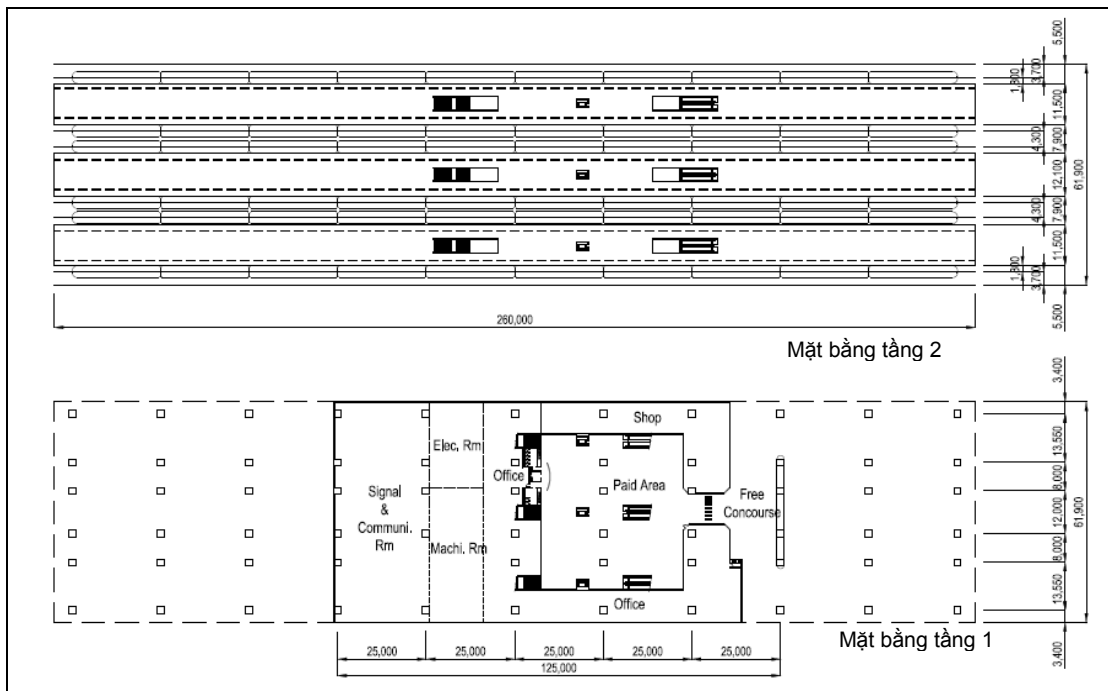 5,500
3,700
1,800
11,500
7,900
4,300
12,100
61,900
7,900
4,300
11,500
1,800
3,700
5,500
260,000
Mặt bằng tầng 2
3,400
Shop
13,550
Elec. Rm
Office
Paid Area
8,000
Signal
&
Communi.
Rm
Free
Concourse
12,000
61,900
Machi. Rm
8,000
Office
13,550
Mặt bằng tầng 1
3,400
25,000 25,000 25,000 25,000 25,000
125,000